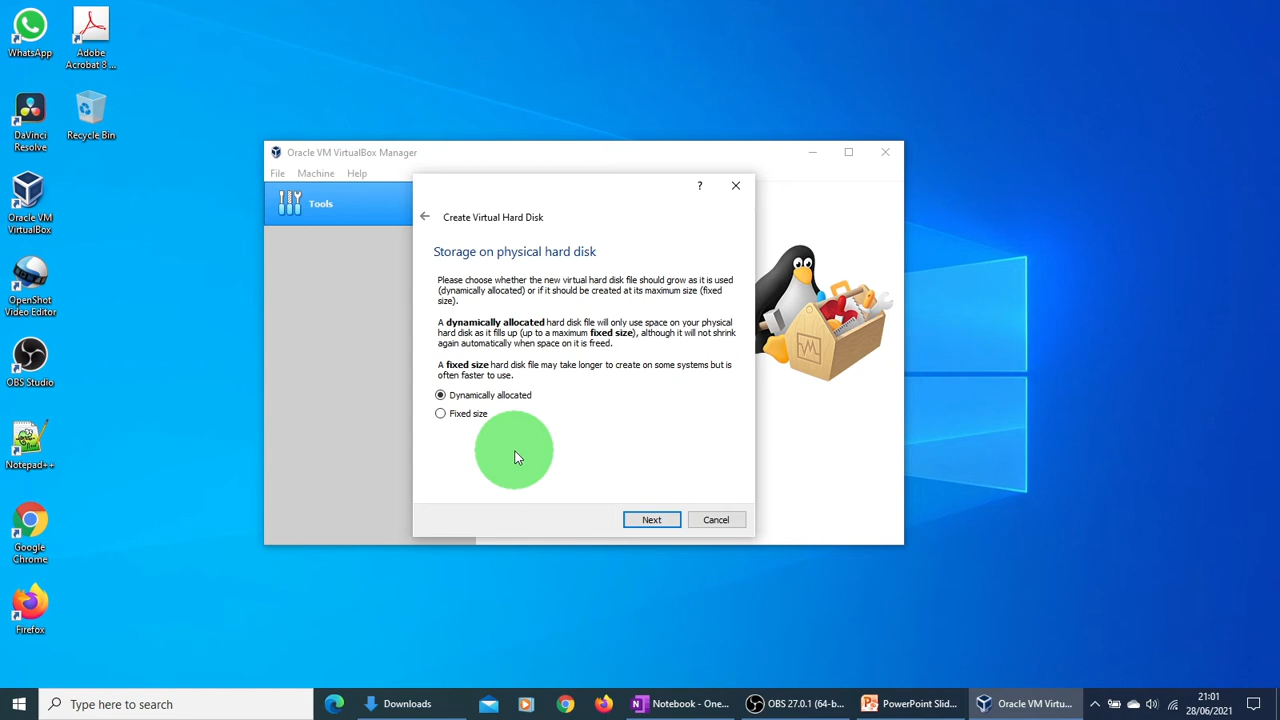 WhatsApp
Adobe
Acrobat 8 ...
DaVinci
Resolve
Recycle Bin
Oracle VM
VirtualBox
OpenShot
Video Editor
OBS Studio
Notepad++
Google
Chrome
Firefox
Oracle VM VirtualBox Manager
File Machine Help
Tools
?
Create Virtual Hard Disk
Storage on physical hard disk
Please choose whether the new virtual hard disk file should grow as it is used
(dynamically allocated) or if it should be created at its maximum size (fixed
size).
A dynamically allocated hard disk file will only use space on your physical
hard disk as it fills up (up to a maximum fixed size), although it will not shrink
again automatically when space on it is freed.
A fixed size hard disk file may take longer to create on some systems but is
often faster to use.
Dynamically allocated
Fixed size
Next Cancel
Type here to search
Downloads
Notebook - One...
OBS 27.0.1 (64-b...
PowerPoint Slid...
Oracle VM Virtu...
21:01
28/06/2021